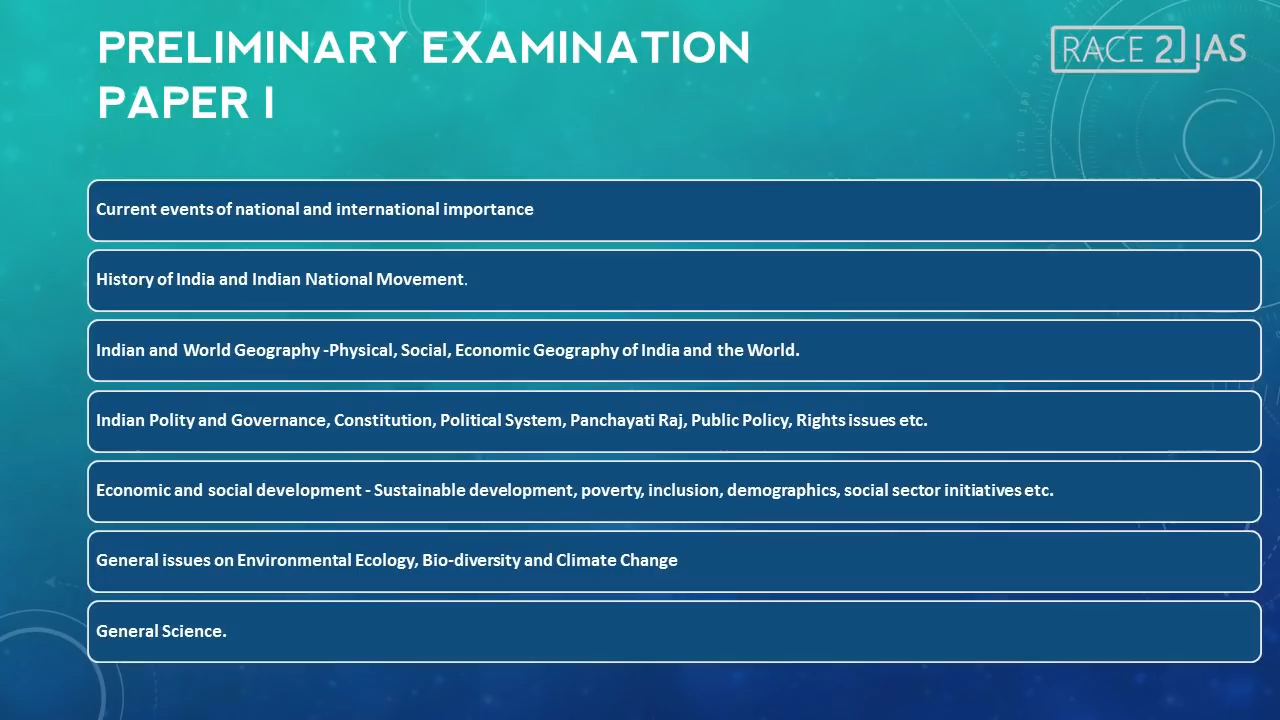 PRELIMINARY EXAMINATION
PAPER I
RACE 2 IAS
Current events of national and international importance
History of India and Indian National Movement.
Indian and World Geography -Physical, Social, Economic Geography of India and the World.
Indian Polity and Governance, Constitution, Political System, Panchayati Raj, Public Policy, Rights issues etc.
Economic and social development - Sustainable development, poverty, inclusion, demographics, social sector initiatives etc.
General issues on Environmental Ecology, Bio-diversity and Climate Change
General Science.